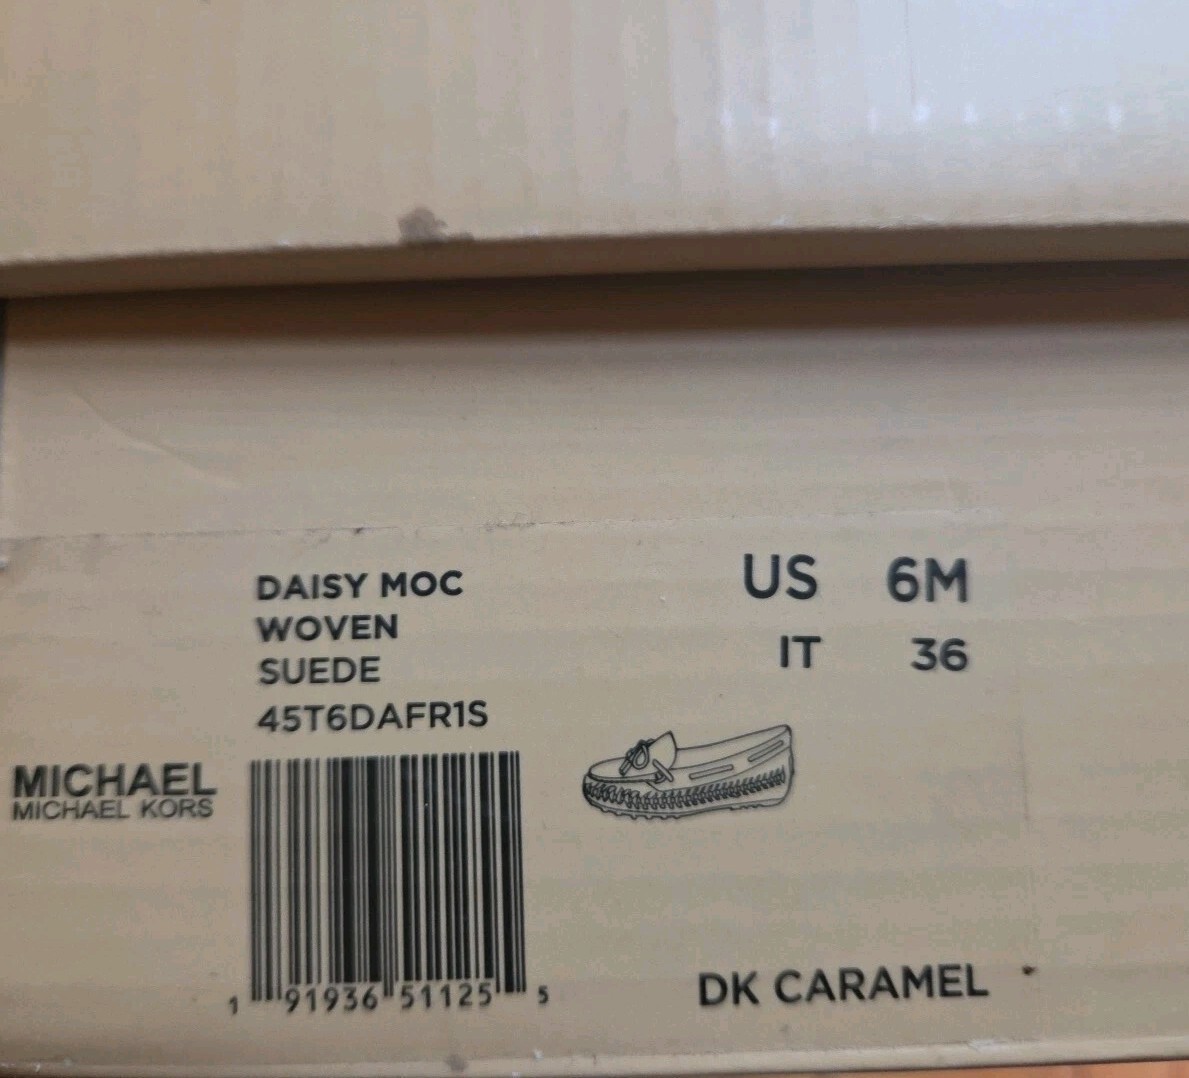 DAISY MOC
WOVEN
SUEDE
45T6DAFR1S
US 6M
IT 36
MICHAEL
MICHAEL KORS
1 91936 51125 5
DK CARAMEL